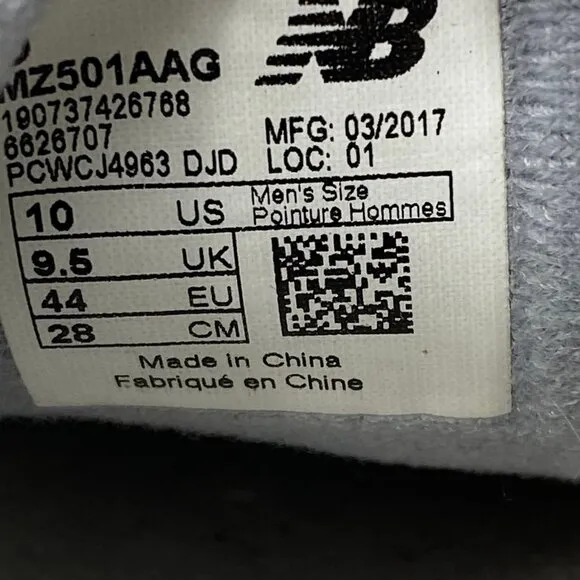 MZ501AAG
190737426768
6626707
PCWCJ4963 DJD
MFG: 03/2017
LOC: 01
10 US Men's Size
Pointure Hommes
9.5 UK
44 EU
28 CM
Made in China
Fabriqué en Chine